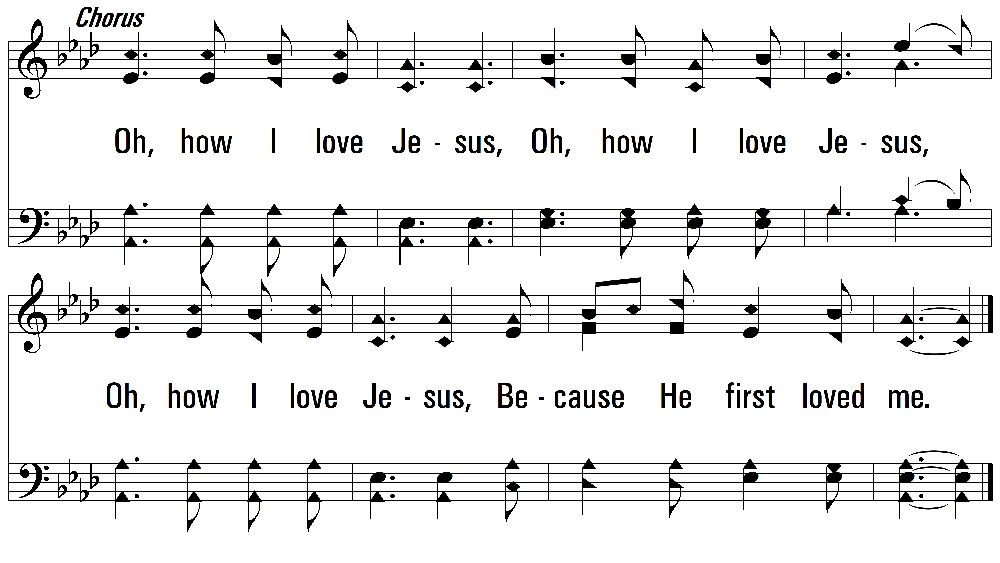 Chorus
Oh, how I love Je - sus, Oh, how I love Je - sus,
Oh, how I love Je - sus, Be - cause He first loved me.